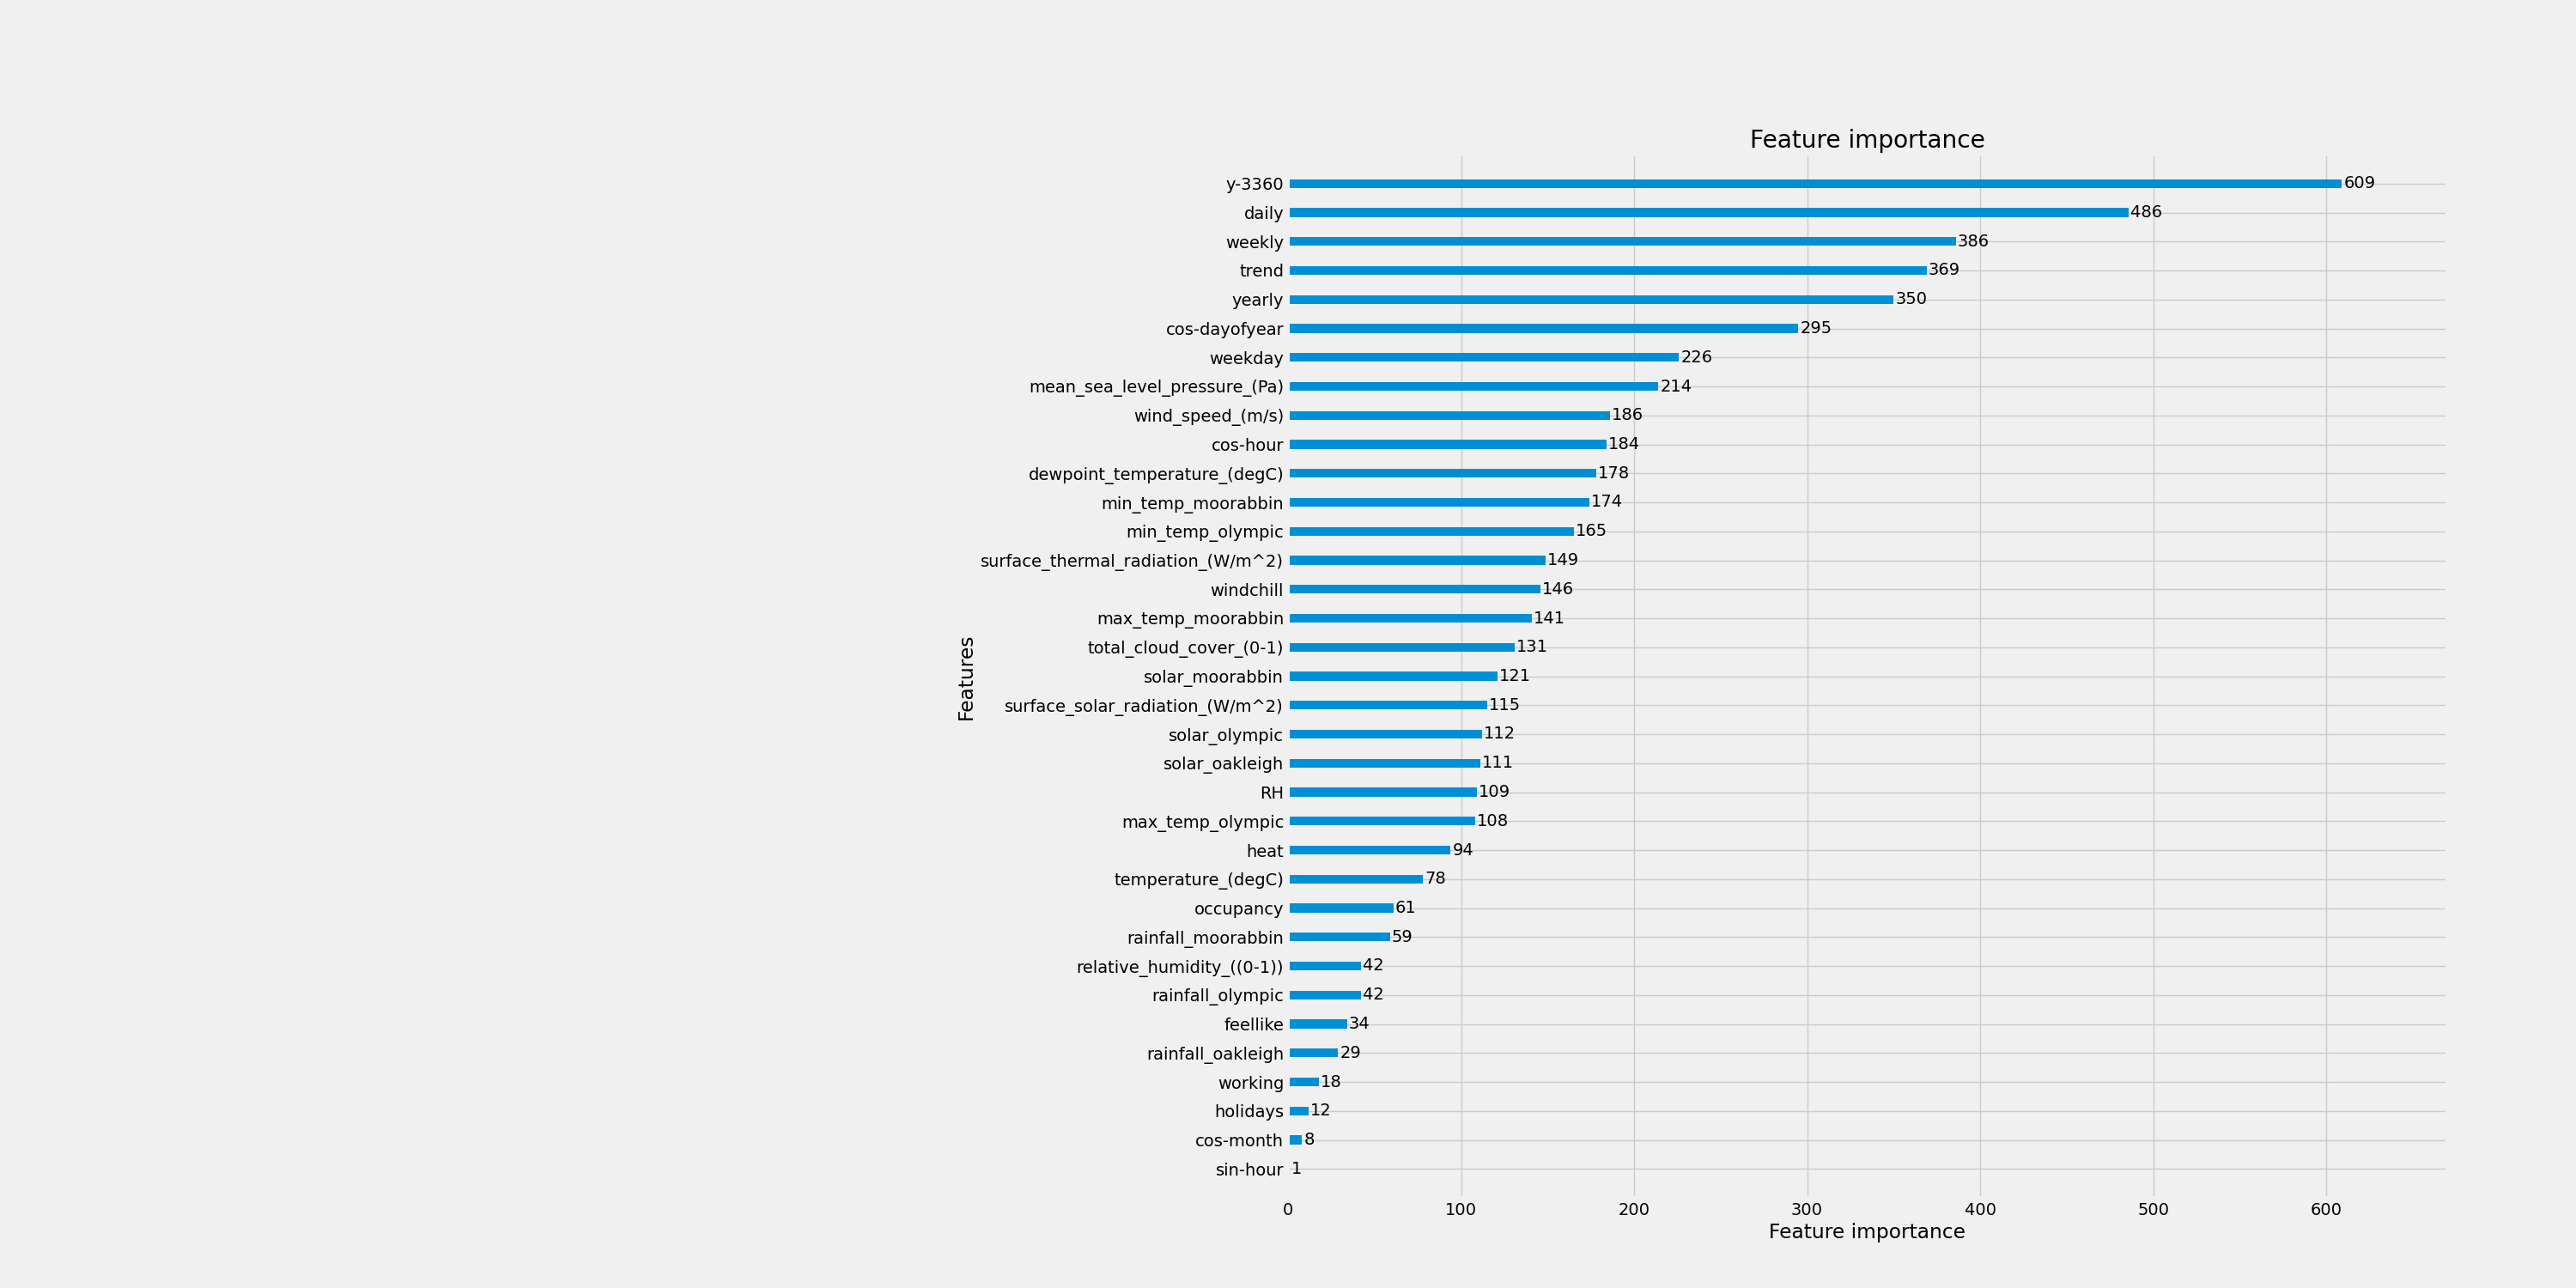 Feature importance
y-3360 609
daily 486
weekly 386
trend 369
yearly 350
cos-dayofyear 295
weekday 226
mean_sea_level_pressure_(Pa) 214
wind_speed_(m/s) 186
cos-hour 184
dewpoint_temperature_(degC) 178
min_temp_moorabbin 174
min_temp_olympic 165
surface_thermal_radiation_(W/m^2) 149
windchill 146
max_temp_moorabbin 141
total_cloud_cover_(0-1) 131
solar_moorabbin 121
surface_solar_radiation_(W/m^2) 115
solar_olympic 112
solar_oakleigh 111
RH 109
max_temp_olympic 108
heat 94
temperature_(degC) 78
occupancy 61
rainfall_moorabbin 59
relative_humidity_((0-1)) 42
rainfall_olympic 42
feellike 34
rainfall_oakleigh 29
working 18
holidays 12
cos-month 8
sin-hour 1
Features
0 100 200 300 400 500 600
Feature importance